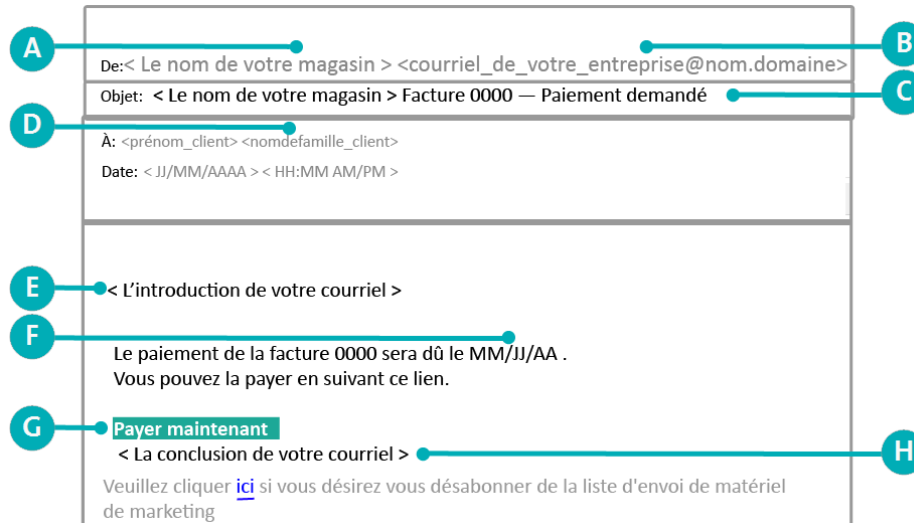 A
B
De:< Le nom de votre magasin > <courriel_de_votre_entreprise@nom.domaine>
Objet: < Le nom de votre magasin > Facture 0000 — Paiement demandé
C
D
À: <prénom_client> <nomdefamille_client>
Date: < JJ/MM/AAAA > < HH:MM AM/PM >
E
< L'introduction de votre courriel >
F
Le paiement de la facture 0000 sera dû le MM/JJ/AA .
Vous pouvez la payer en suivant ce lien.
G
Payer maintenant
< La conclusion de votre courriel >
H
Veuillez cliquer ici si vous désirez vous désabonner de la liste d'envoi de matériel
de marketing